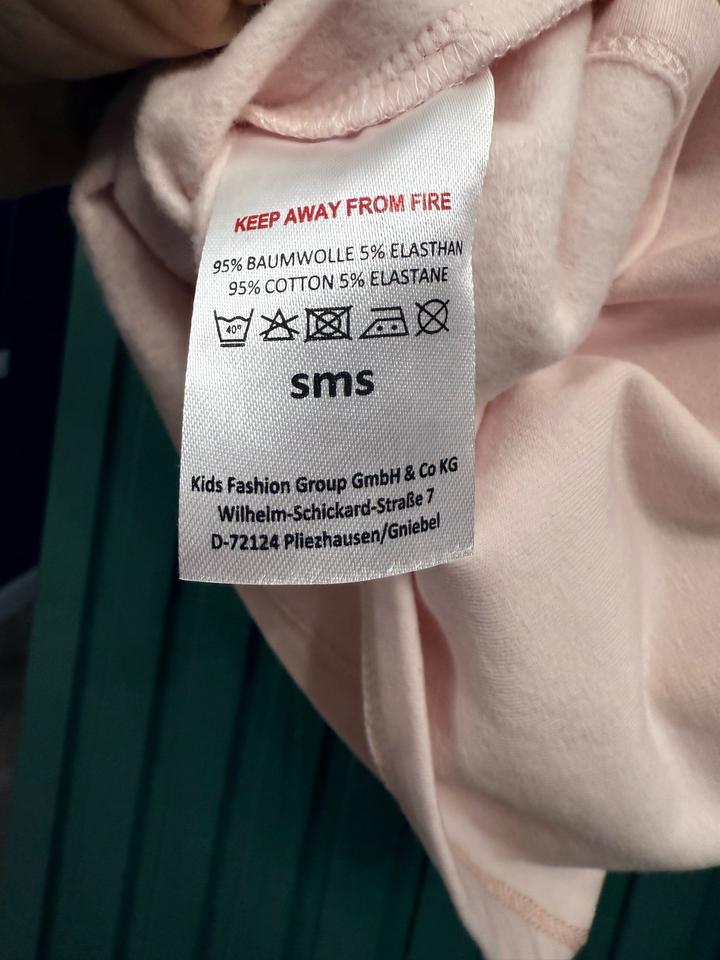 KEEP AWAY FROM FIRE
95% BAUMWOLLE 5% ELASTHAN
95% COTTON 5% ELASTANE
40°
sms
Kids Fashion Group GmbH & Co KG
Wilhelm-Schickard-Straße 7
D-72124 Pliezhausen/Gniebel